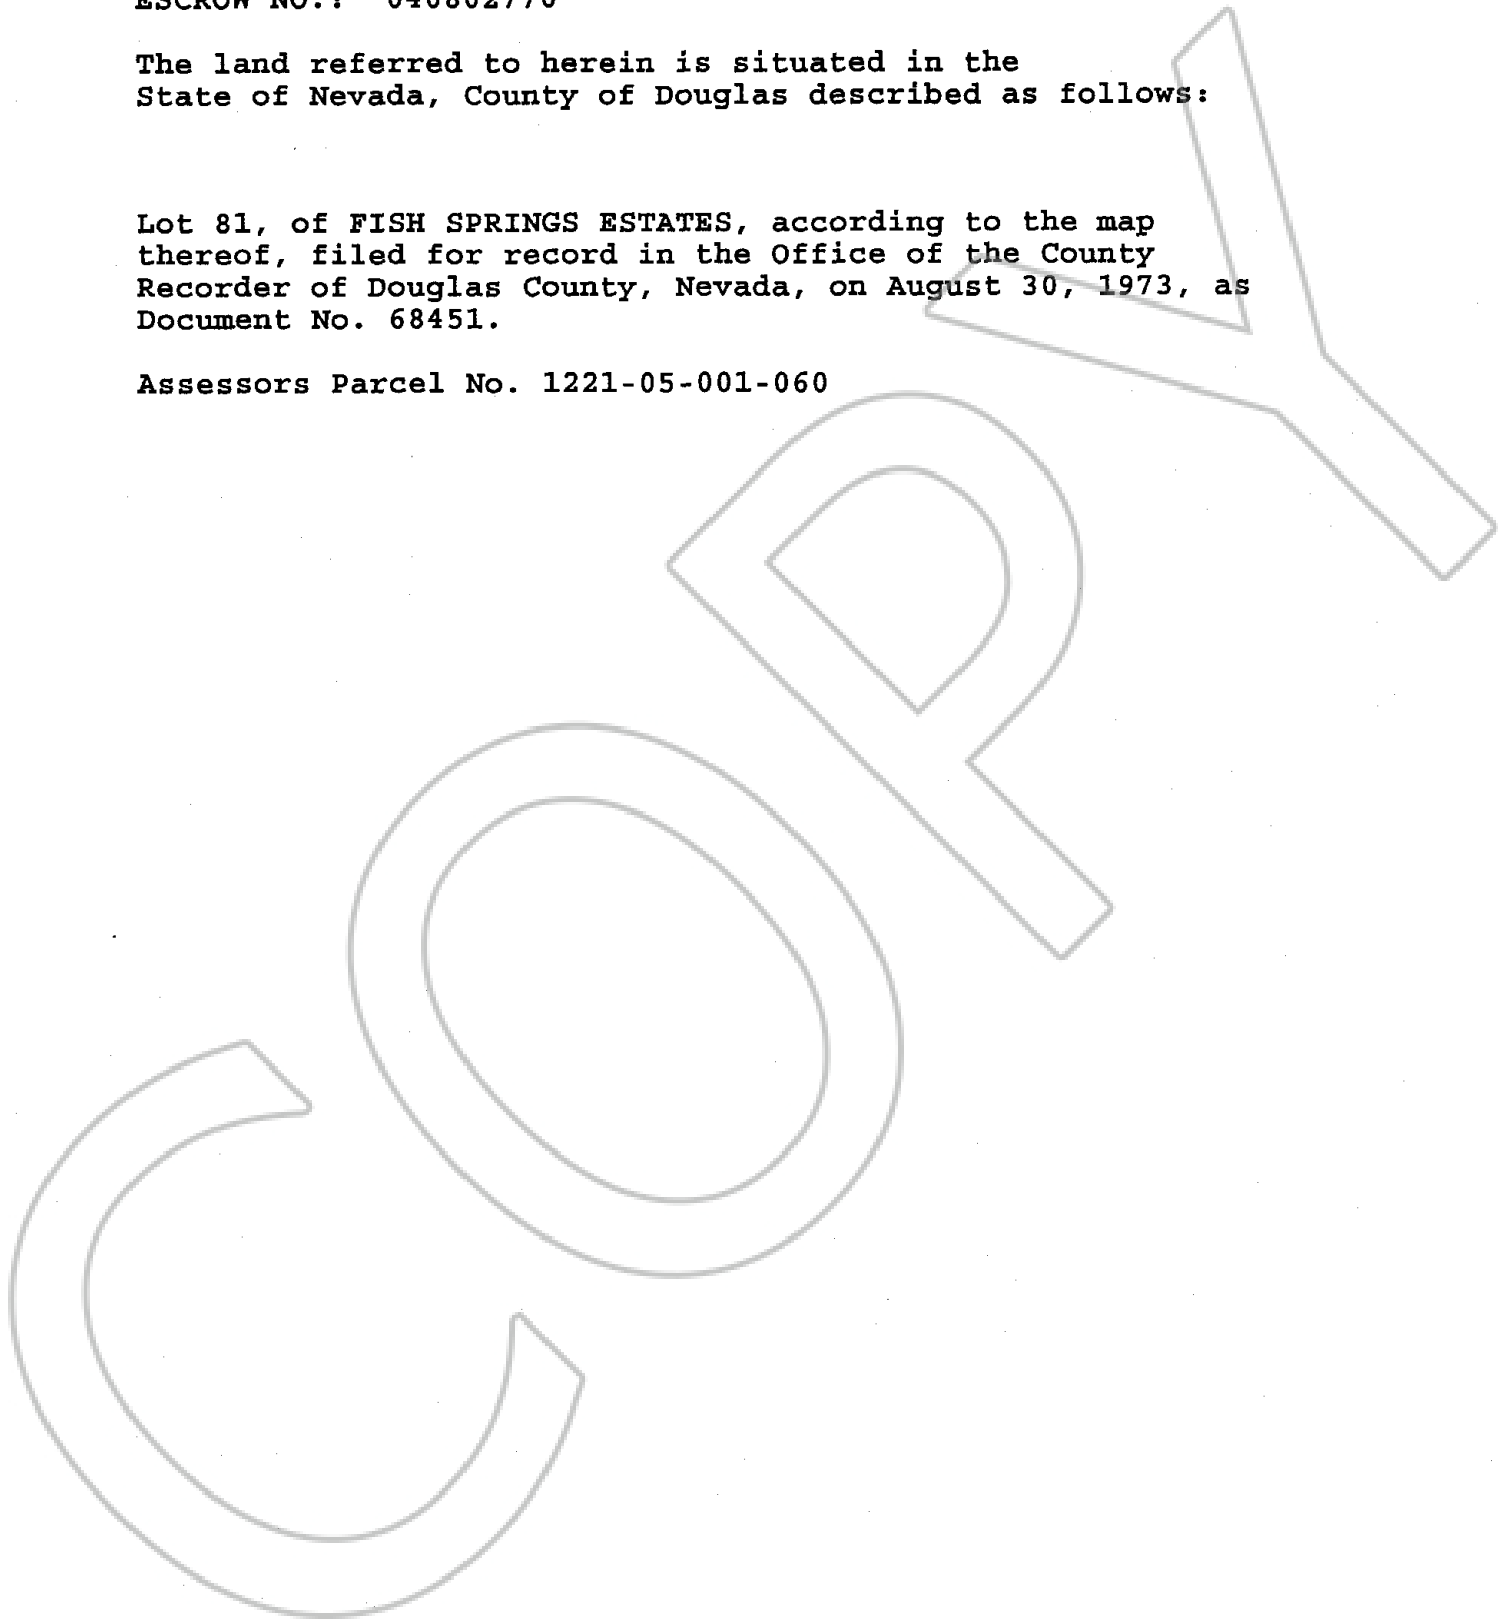 ESCROW NO.:
The land referred to herein is situated in the
State of Nevada, County of Douglas described as follows:
Lot 81, of FISH SPRINGS ESTATES, according to the map
thereof, filed for record in the Office of the County
Recorder of Douglas County, Nevada, on August 30, 1973, as
Document No. 68451.
Assessors Parcel No. 1221-05-001-060
COPY